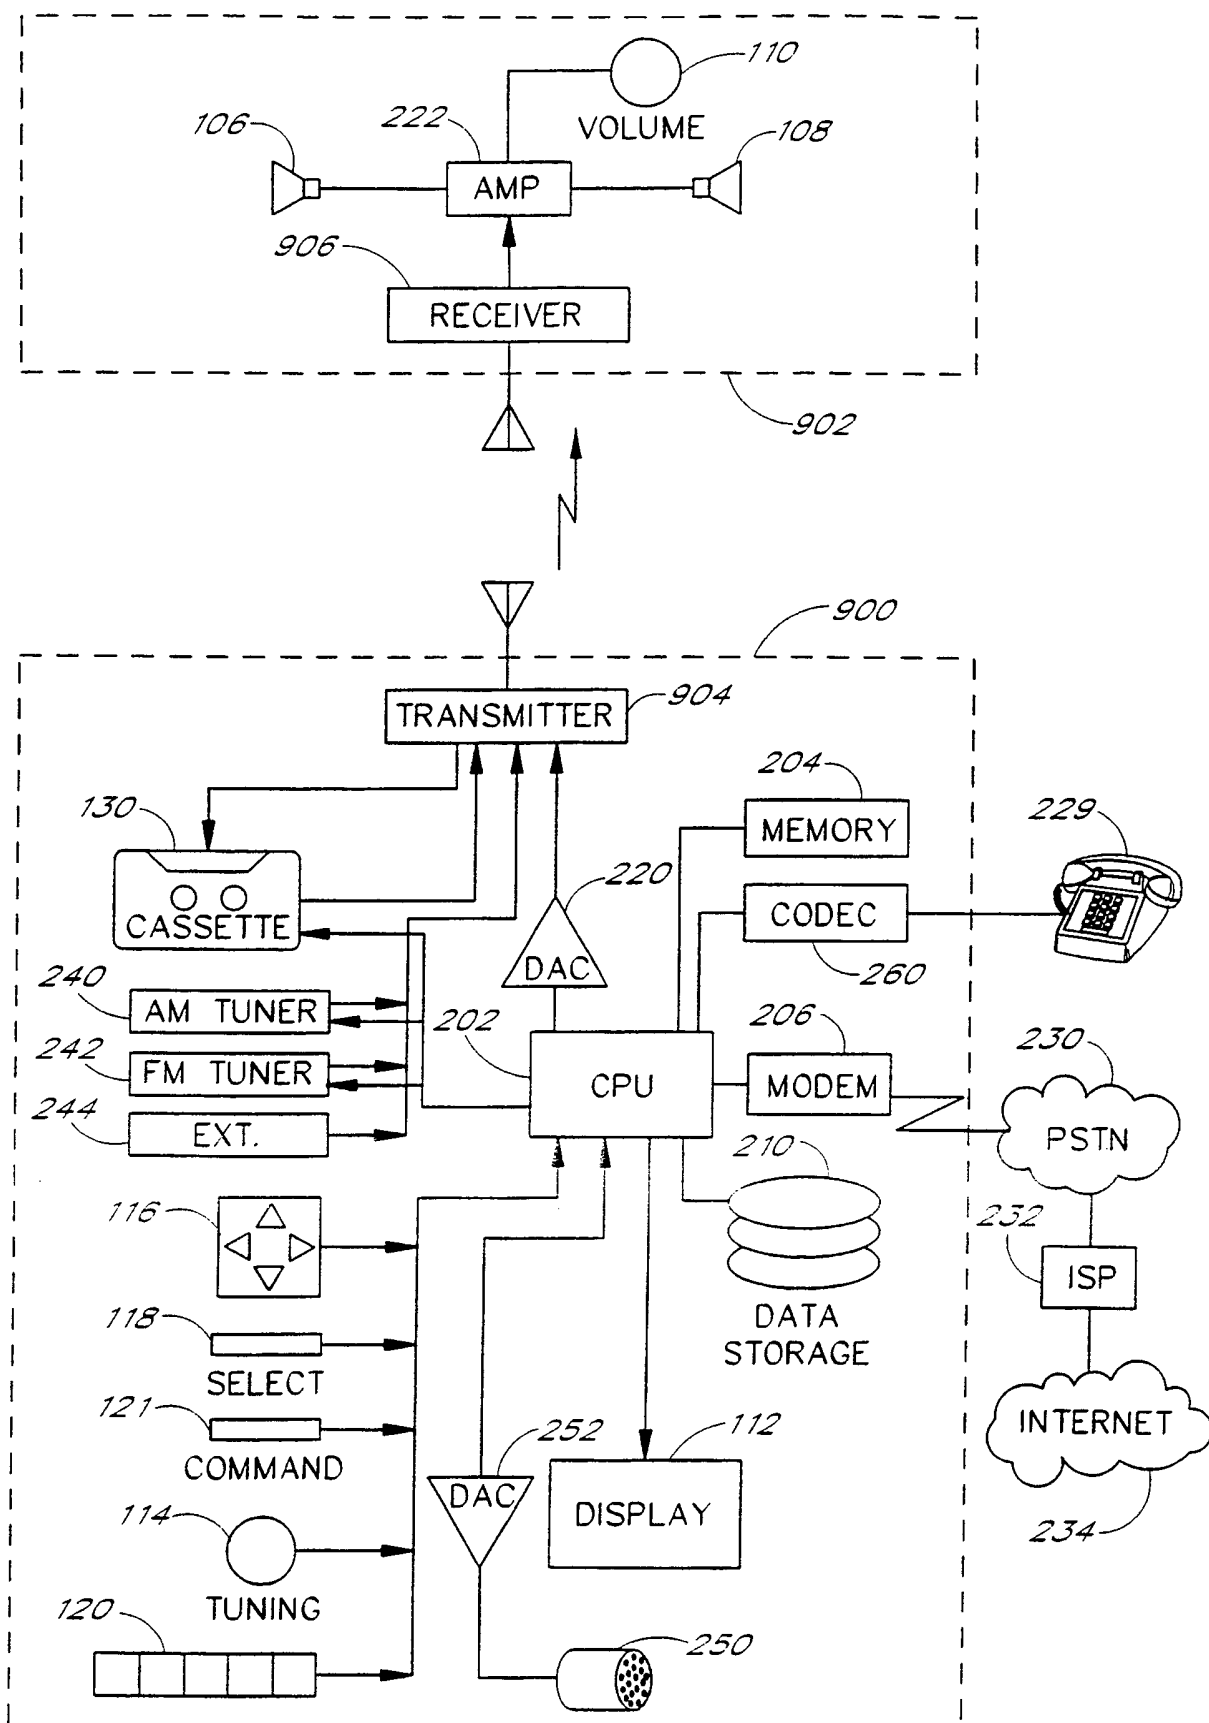 110
VOLUME
106
222
108
AMP
906
RECEIVER
902
900
904
TRANSMITTER
204
MEMORY
130
229
CASSETTE
220
DAC
CODEC
260
240
AM TUNER
202
206
230
242
FM TUNER
CPU
MODEM
244
EXT.
PSTN
210
116
232
ISP
118
SELECT
DATA
STORAGE
121
COMMAND
INTERNET
252
DAC
112
DISPLAY
234
114
TUNING
120
250